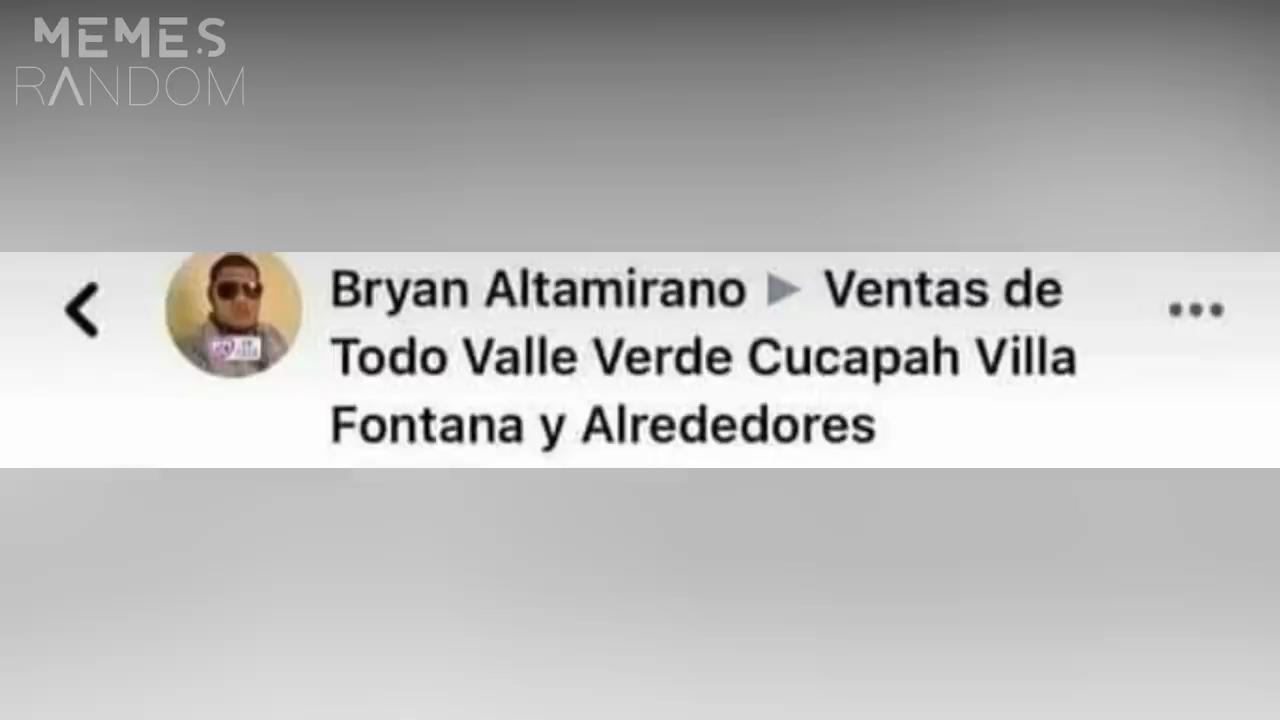 MEMES
RANDOM
Bryan Altamirano ▶ Ventas de
Todo Valle Verde Cucapah Villa
Fontana y Alrededores